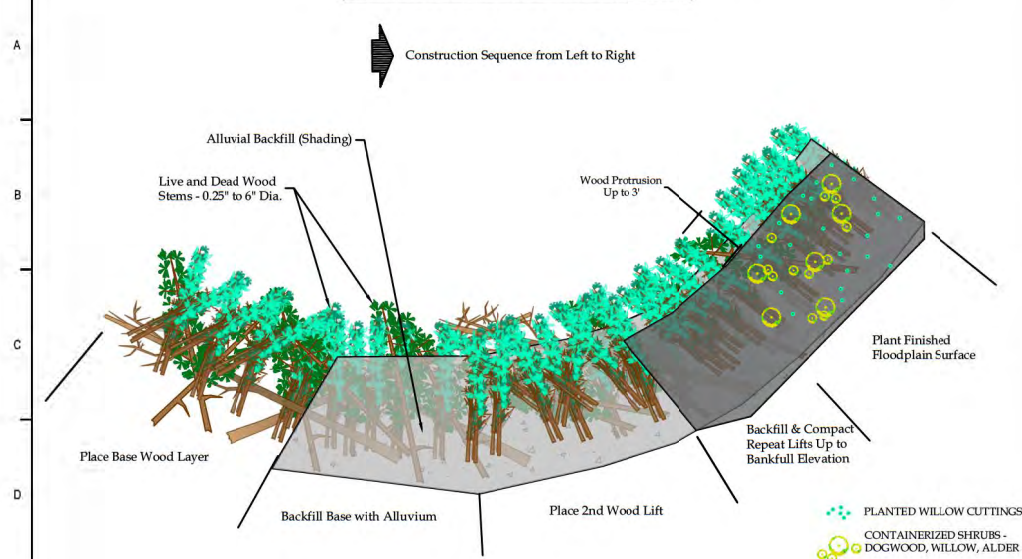 A
Construction Sequence from Left to Right
Alluvial Backfill (Shading)
B
Live and Dead Wood
Stems - 0.25" to 6" Dia.
Wood Protrusion
Up to 3'
C
Plant Finished
Floodplain Surface
Place Base Wood Layer
Backfill & Compact
Repeat Lifts Up to
Bankfull Elevation
D
Backfill Base with Alluvium
Place 2nd Wood Lift
PLANTED WILLOW CUTTINGS
CONTAINERIZED SHRUBS -
DOGWOOD, WILLOW, ALDER